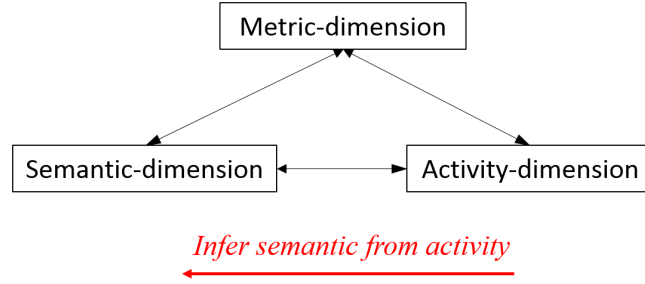 Metric-dimension
Semantic-dimension
Activity-dimension
Infer semantic from activity